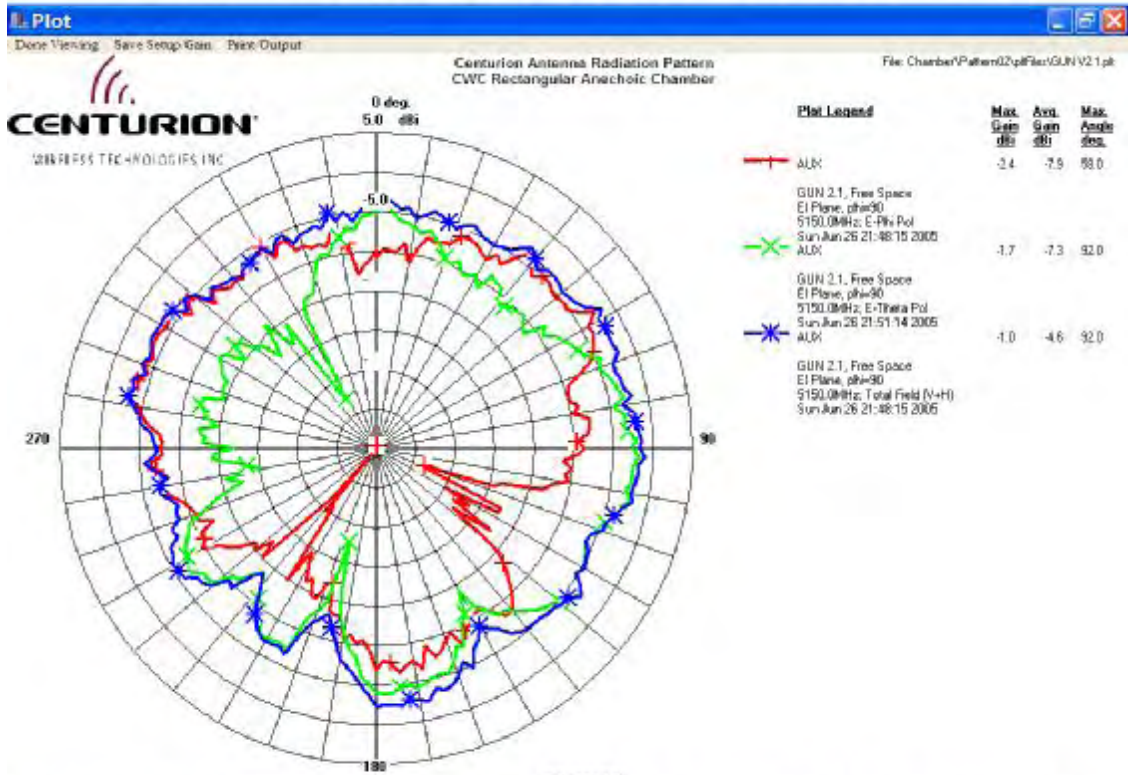 Plot
Done Viewing Save Setup/Gain Print Output
CENTURION
WIRELESS TECHNOLOGIES INC.
Centurion Antenna Radiation Pattern
CWC Rectangular Anechoic Chamber
File: Chamber\Pattern02\pltFiles\GUN V2 1.plt
0 deg.
5.0 dBi
-5.0
270
90
180
Plot Legend Max. Gain dBi Avg. Gain dBi Max. Angle deg.
AUX -2.4 -7.9 58.0
GUN 2.1, Free Space
El Plane, phi=90
5150.0MHz; E-Phi Pol
Sun Jun 26 21:48:15 2005
AUX -1.7 -7.3 92.0
GUN 2.1, Free Space
El Plane, phi=90
5150.0MHz; E-Theta Pol
Sun Jun 26 21:51:14 2005
AUX -1.0 -4.6 92.0
GUN 2.1, Free Space
El Plane, phi=90
5150.0MHz; Total Field (V+H)
Sun Jun 26 21:48:15 2005